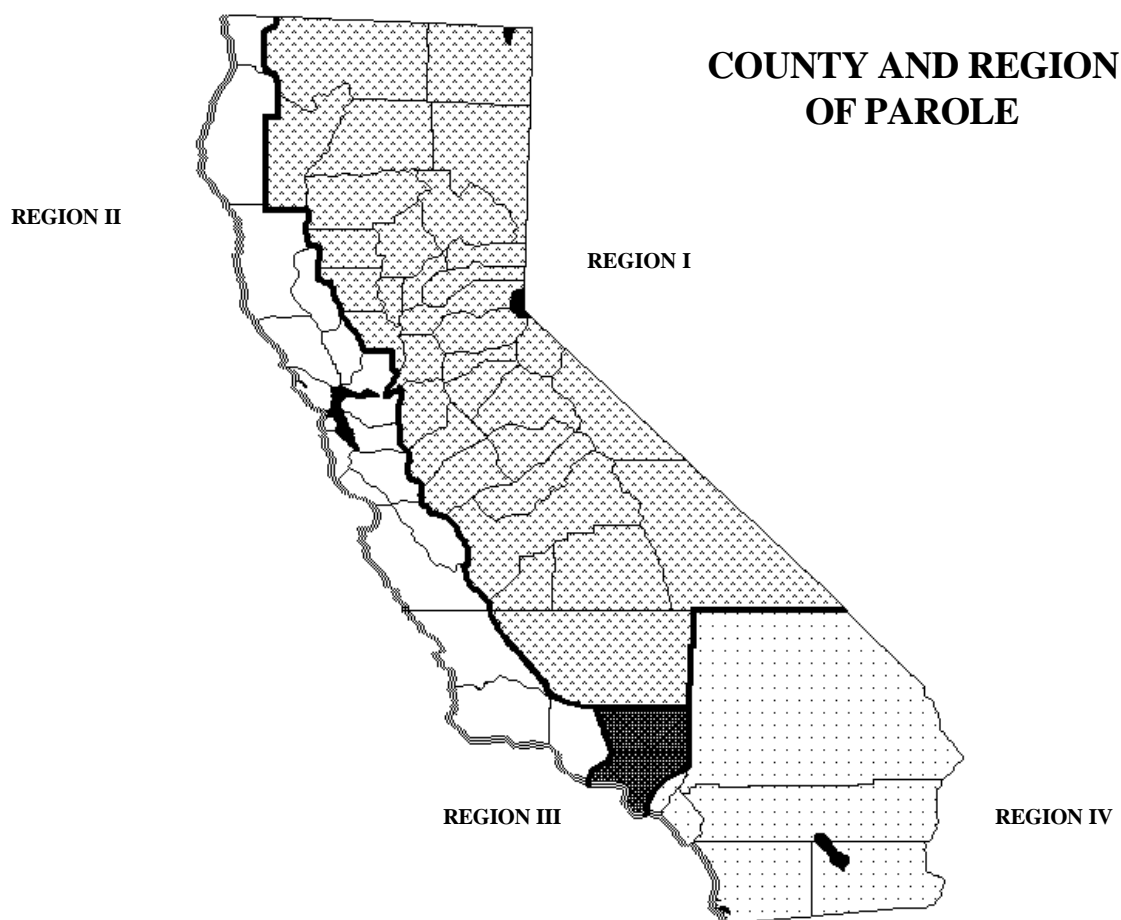 COUNTY AND REGION
OF PAROLE
REGION II
REGION I
REGION III
REGION IV